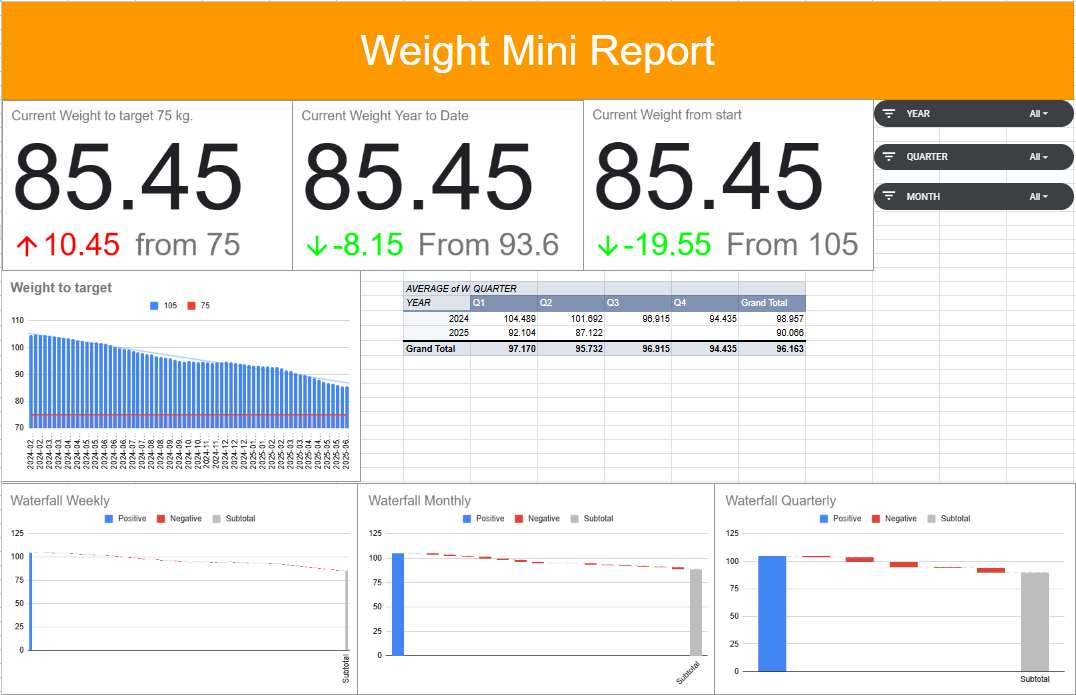 Weight Mini Report
Current Weight to target 75 kg.
85.45
↑10.45 from 75
Current Weight Year to Date
85.45
↓-8.15 From 93.6
Current Weight from start
85.45
↓-19.55 From 105
YEAR All
QUARTER All
MONTH All
Weight to target
105 75
110
100
90
80
70
2024-02... 2024-02... 2024-03... 2024-03... 2024-04... 2024-04... 2024-05... 2024-05... 2024-06... 2024-06... 2024-06... 2024-07... 2024-07... 2024-08... 2024-08... 2024-09... 2024-09... 2024-10... 2024-10... 2024-11... 2024-11... 2024-12... 2024-12... 2024-12... 2025-01... 2025-01... 2025-02... 2025-02... 2025-03... 2025-03... 2025-04... 2025-04... 2025-05... 2025-05... 2025-06...
AVERAGE of W QUARTER
YEAR Q1 Q2 Q3 Q4 Grand Total
2024 104.489 101.692 96.915 94.435 98.957
2025 92.104 87.122 90.066
Grand Total 97.170 95.732 96.915 94.435 96.163
Waterfall Weekly
Positive Negative Subtotal
125
100
75
50
25
0
Subtotal
Waterfall Monthly
Positive Negative Subtotal
125
100
75
50
25
0
Subtotal
Waterfall Quarterly
Positive Negative Subtotal
125
100
75
50
25
0
Subtotal